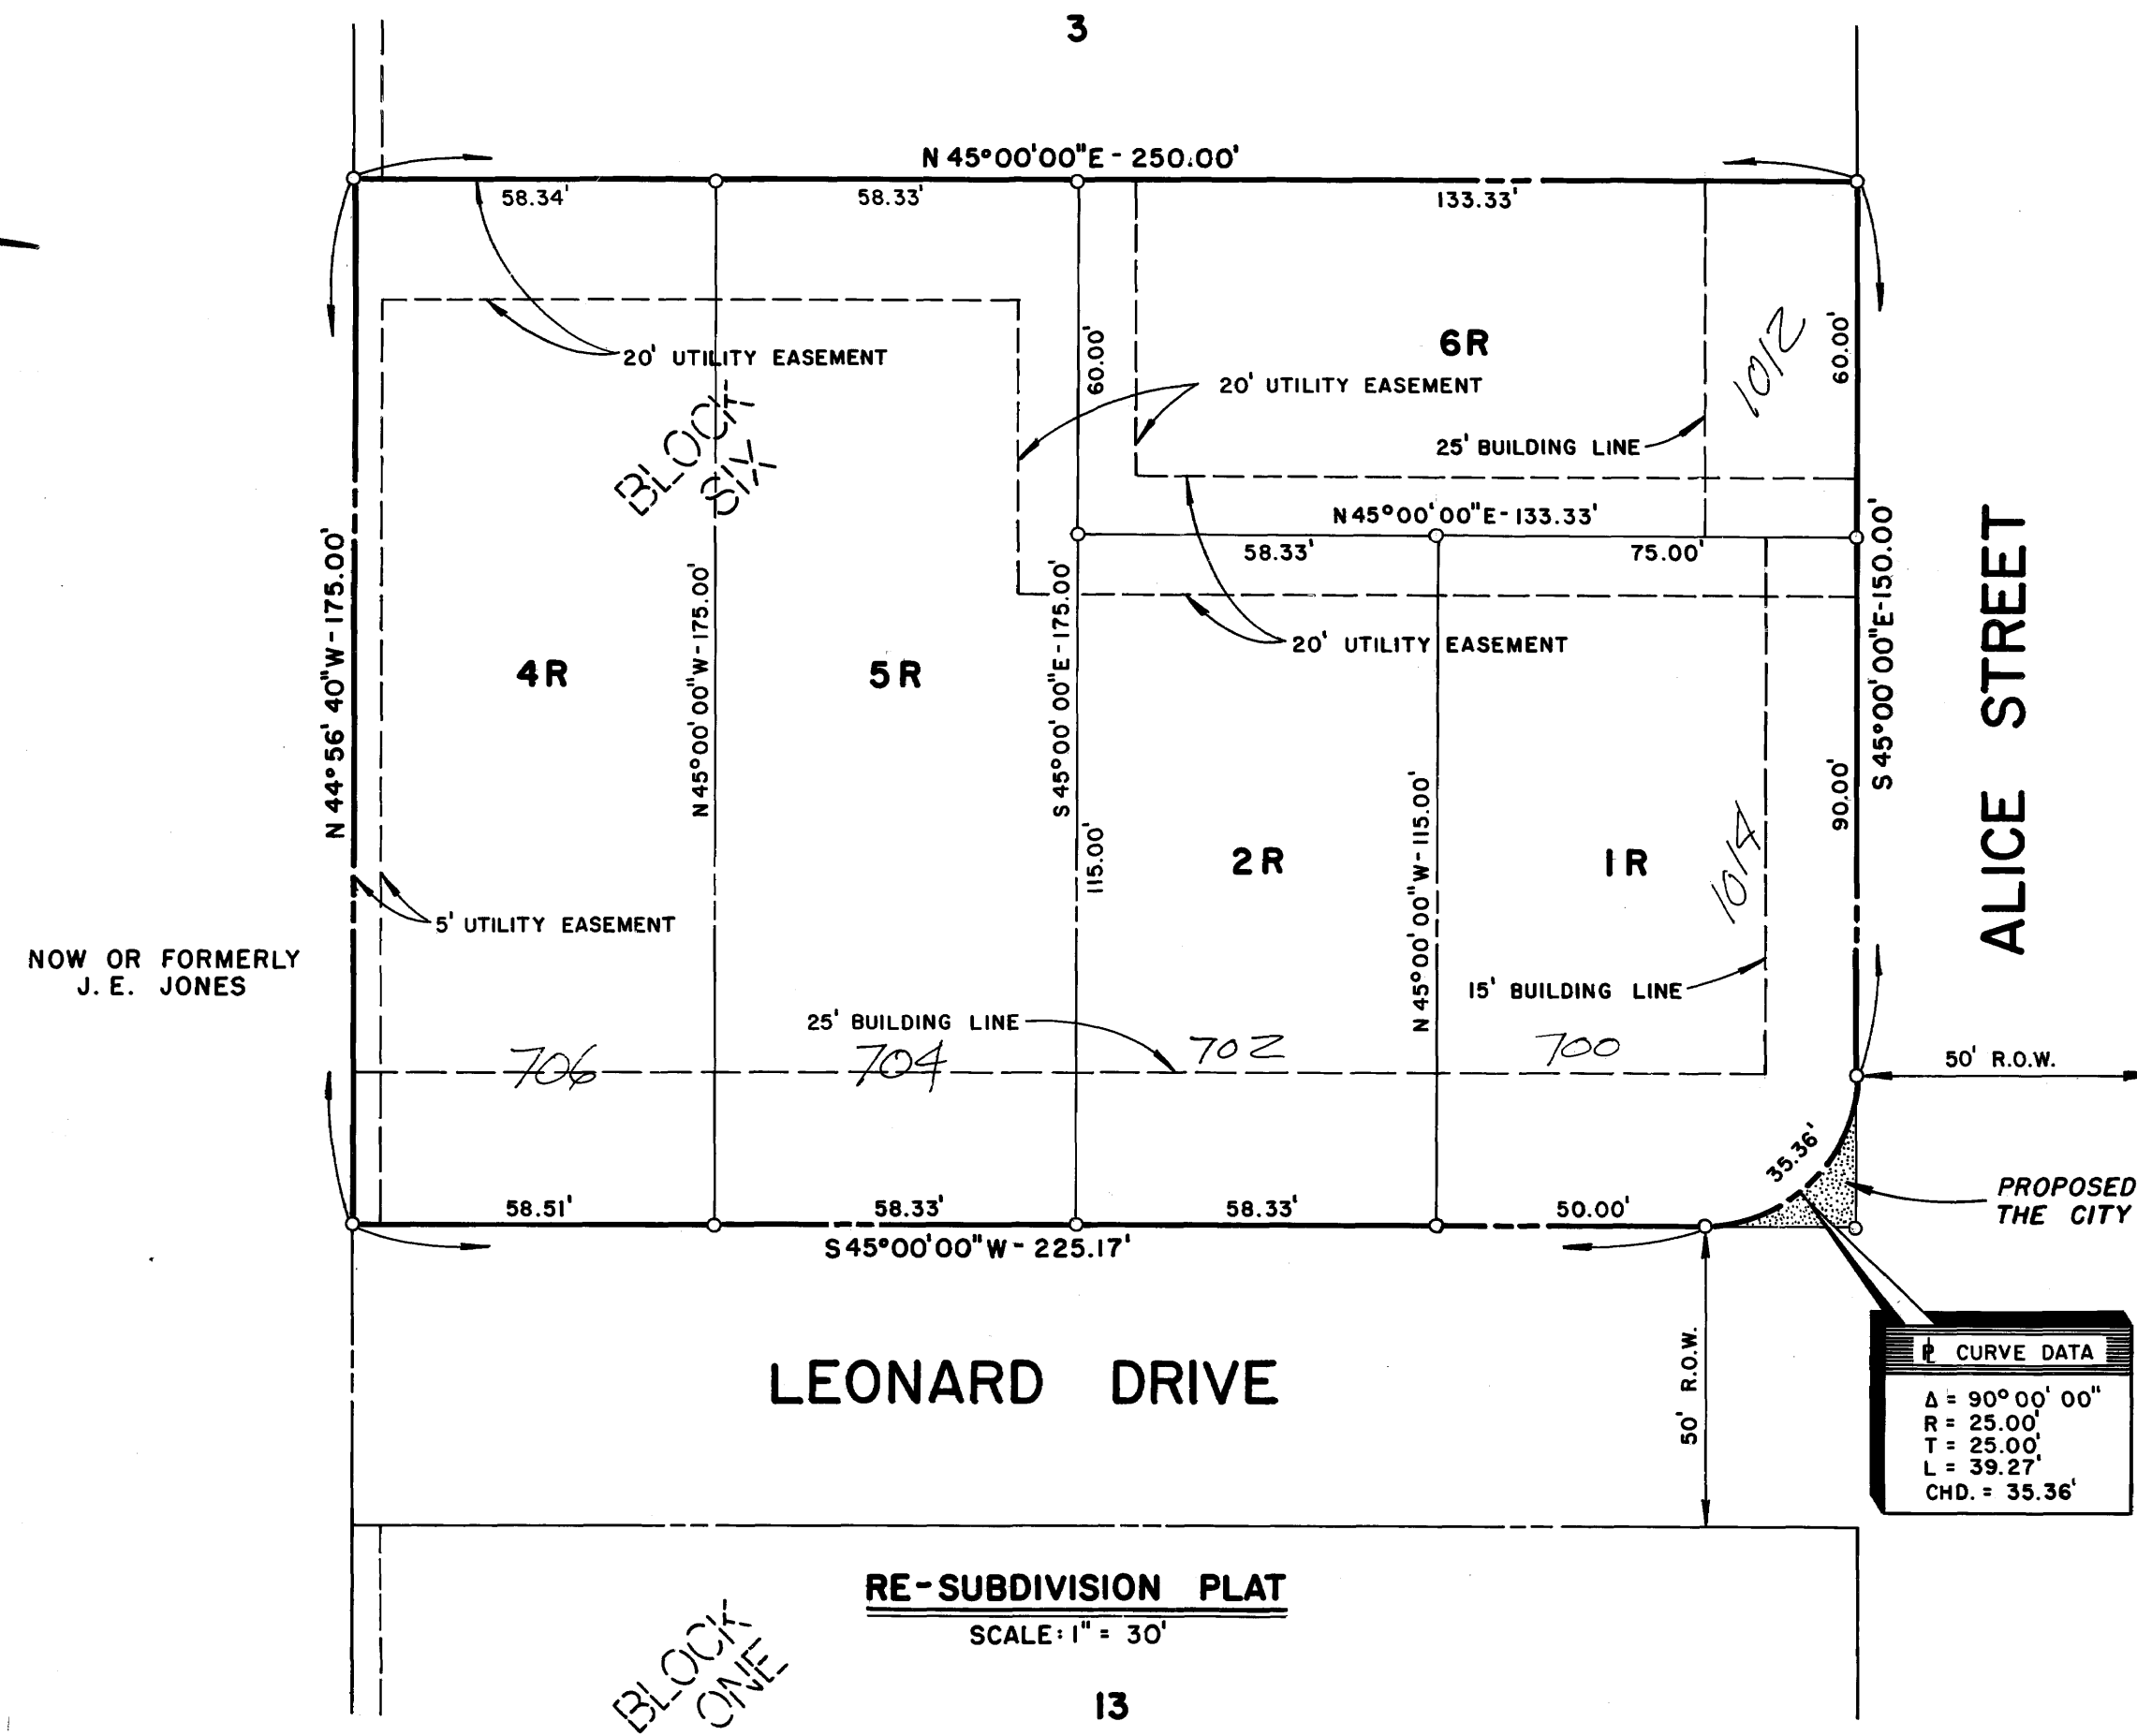 3
N 45°00'00"E - 250.00'
58.34'
58.33'
133.33'
20' UTILITY EASEMENT
60.00'
6R
1012
60.00'
20' UTILITY EASEMENT
25' BUILDING LINE
BLOCK
SIX
N 45°00'00"E - 133.33'
58.33'
75.00'
20' UTILITY EASEMENT
N 44°56'40"W - 175.00'
4R
N 45°00'00"W - 175.00'
5R
S 45°00'00"E - 175.00'
115.00'
2R
N 45°00'00"W - 115.00'
1R
1014
90.00'
S 45°00'00"E - 150.00'
ALICE STREET
5' UTILITY EASEMENT
NOW OR FORMERLY
J. E. JONES
15' BUILDING LINE
25' BUILDING LINE
706
704
702
700
50' R.O.W.
35.36'
PROPOSED
THE CITY
58.51'
58.33'
58.33'
50.00'
S 45°00'00"W - 225.17'
LEONARD DRIVE
50' R.O.W.
PL CURVE DATA
Δ = 90°00'00"
R = 25.00'
T = 25.00'
L = 39.27'
CHD. = 35.36'
RE-SUBDIVISION PLAT
SCALE: 1" = 30'
BLOCK
ONE
13